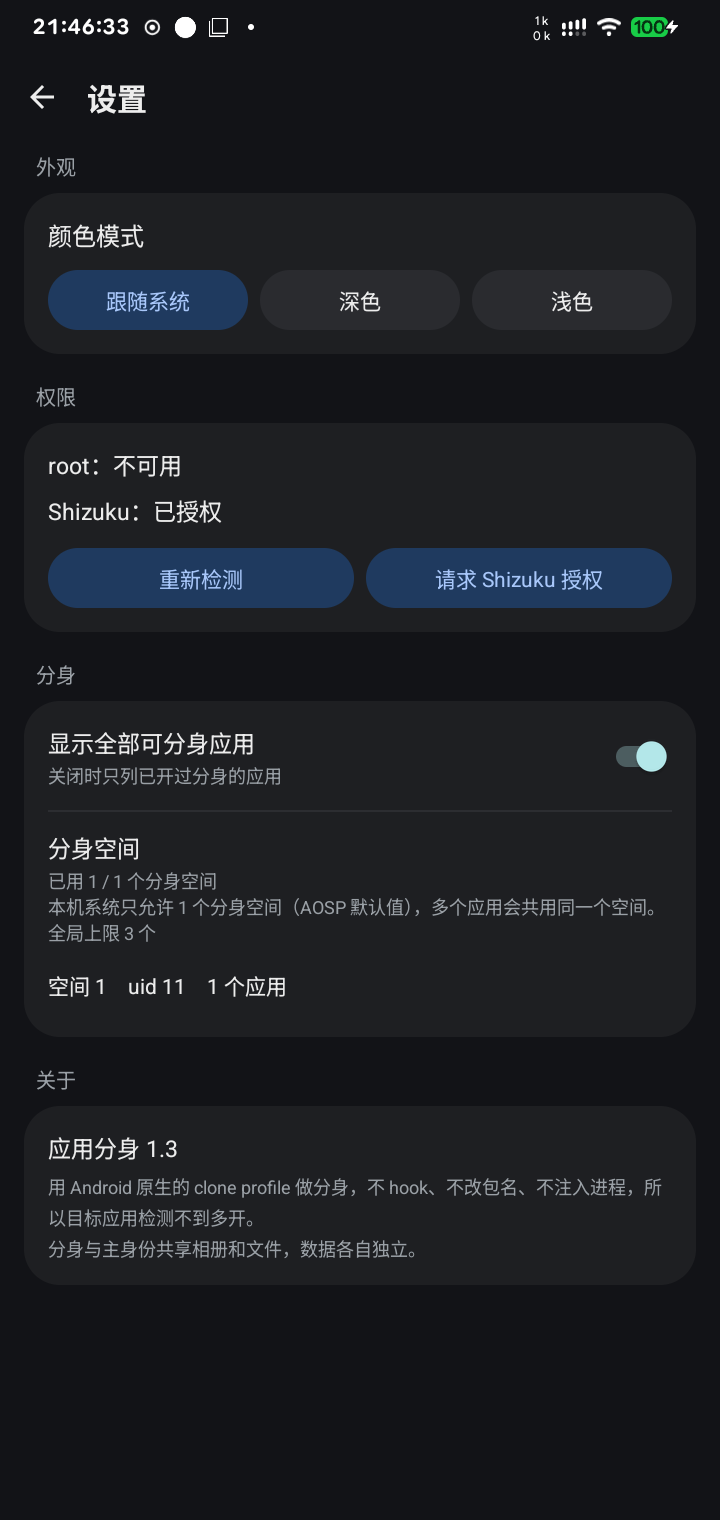 21:46:33
1k
0k
100
设置
外观
颜色模式
跟随系统
深色
浅色
权限
root：不可用
Shizuku：已授权
重新检测
请求 Shizuku 授权
分身
显示全部可分身应用
关闭时只列已开过分身的应用
分身空间
已用 1 / 1 个分身空间
本机系统只允许 1 个分身空间（AOSP 默认值），多个应用会共用同一个空间。
全局上限 3 个
空间 1 uid 11 1 个应用
关于
应用分身 1.3
用 Android 原生的 clone profile 做分身，不 hook、不改包名、不注入进程，所
以目标应用检测不到多开。
分身与主身份共享相册和文件，数据各自独立。